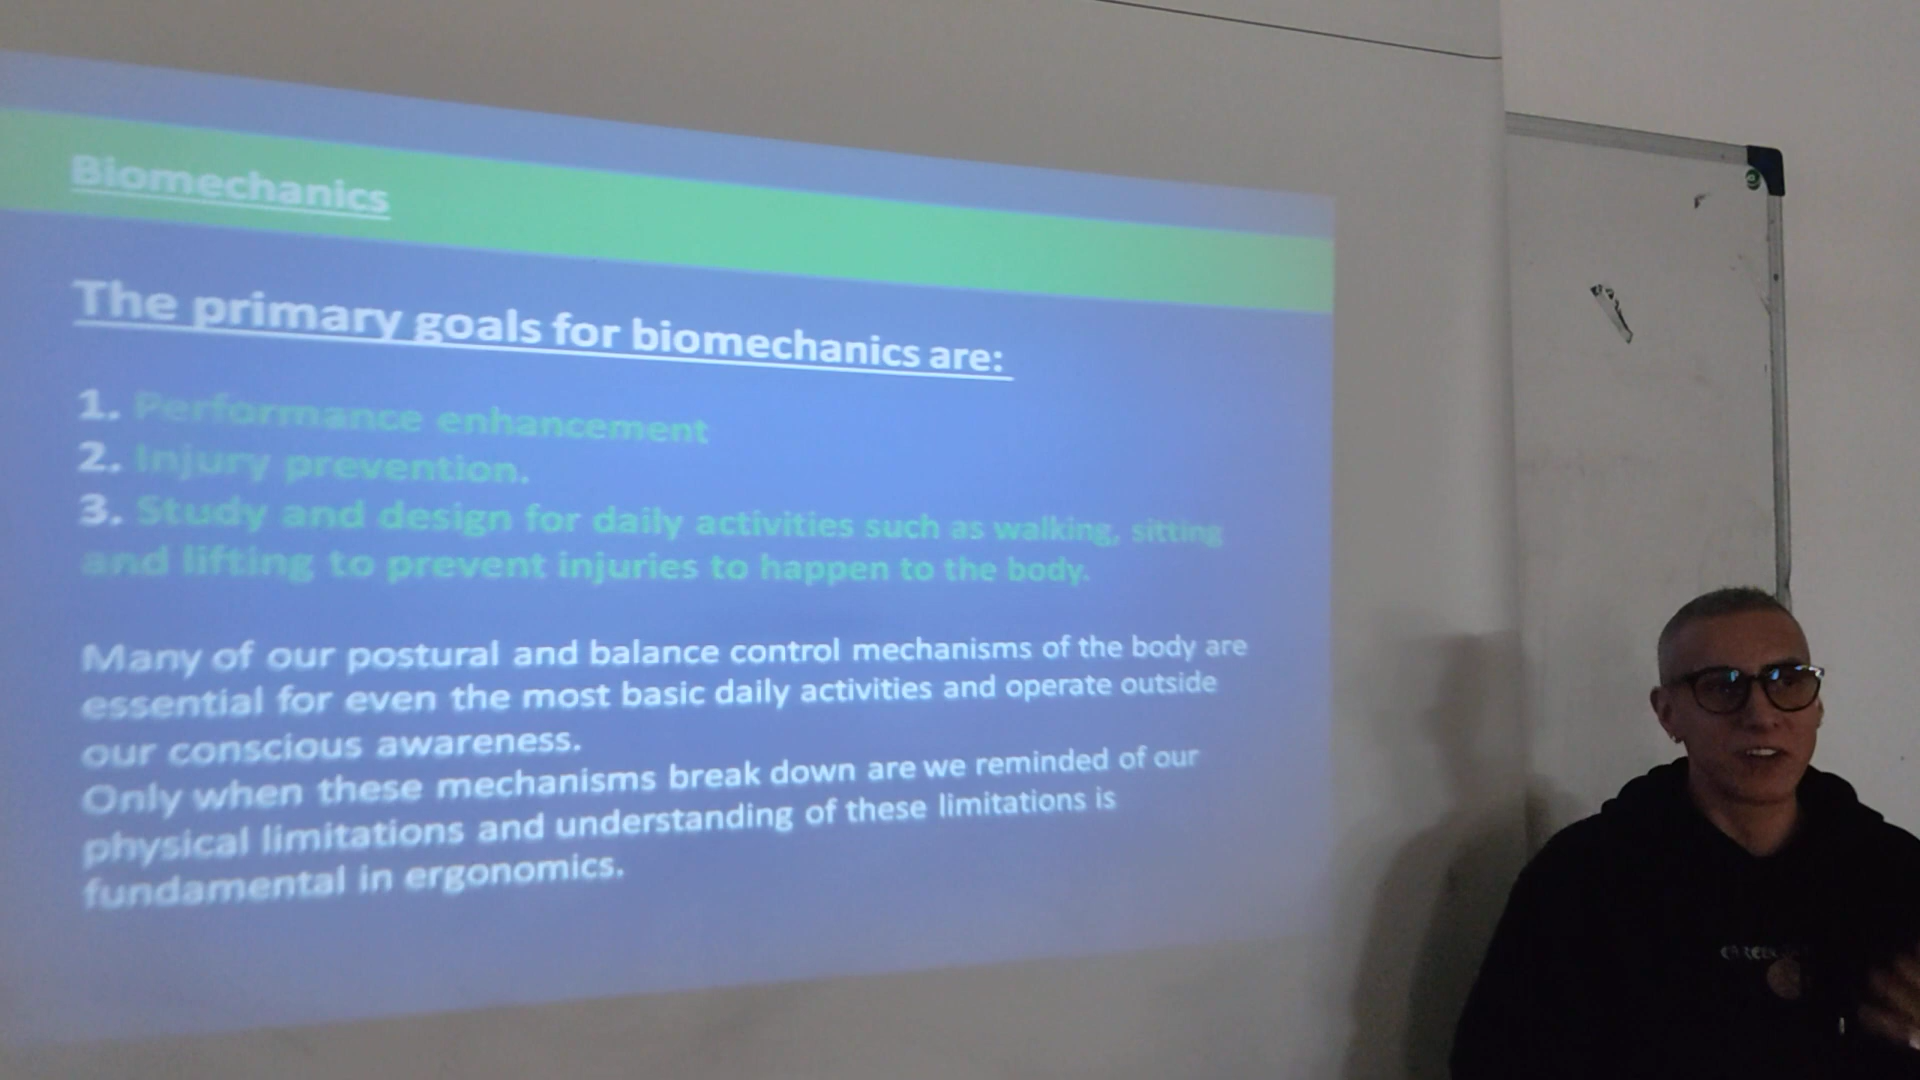 Biomechanics
The primary goals for biomechanics are:
1. Performance enhancement
2. Injury prevention.
3. Study and design for daily activities such as walking, sitting
and lifting to prevent injuries to happen to the body.
Many of our postural and balance control mechanisms of the body are
essential for even the most basic daily activities and operate outside
our conscious awareness.
Only when these mechanisms break down are we reminded of our
physical limitations and understanding of these limitations is
fundamental in ergonomics.